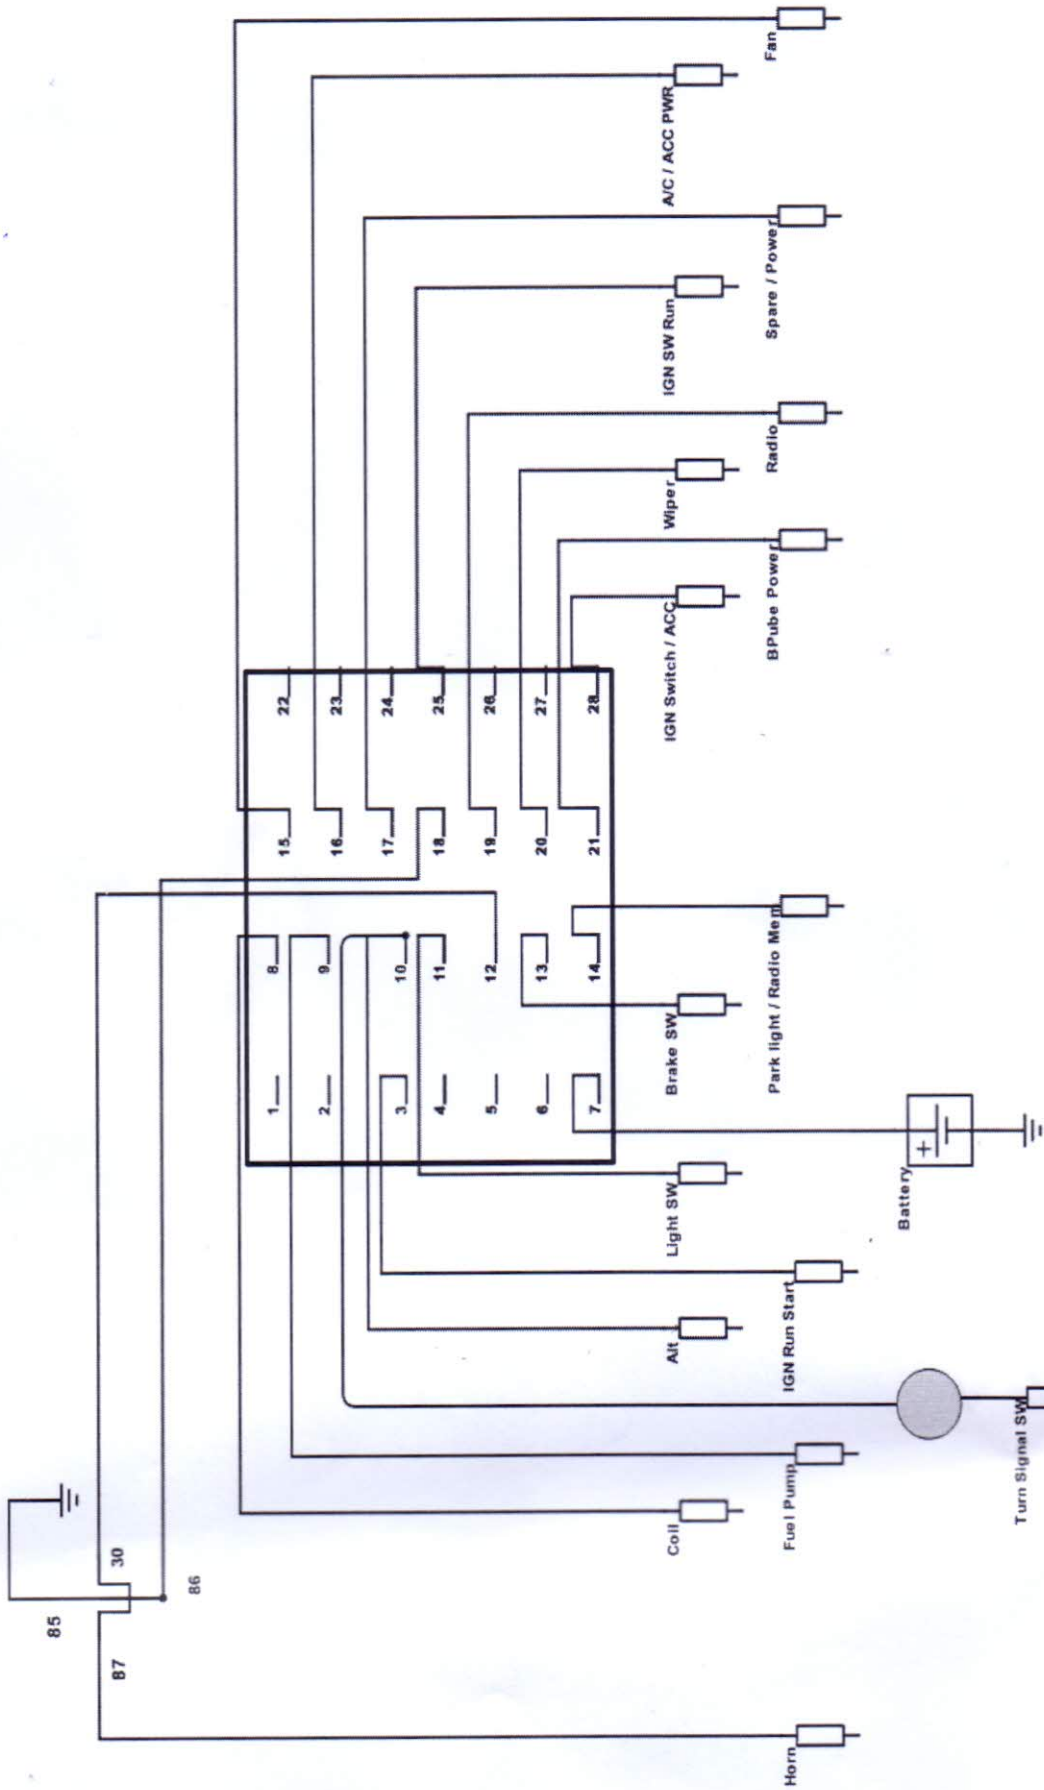 85
87
30
86
1
8
15
22
2
9
16
23
3
10
17
24
4
11
18
25
5
12
19
26
6
13
20
27
7
14
21
28
Coil
Alt
Light SW
Brake SW
IGN Switch / ACC
Wiper
IGN SW Run
A/C / ACC PWR
Horn
Fuel Pump
IGN Run Start
Park light / Radio Mem
BPube Power
Radio
Spare / Power
Fan
Battery
+
Turn Signal SW